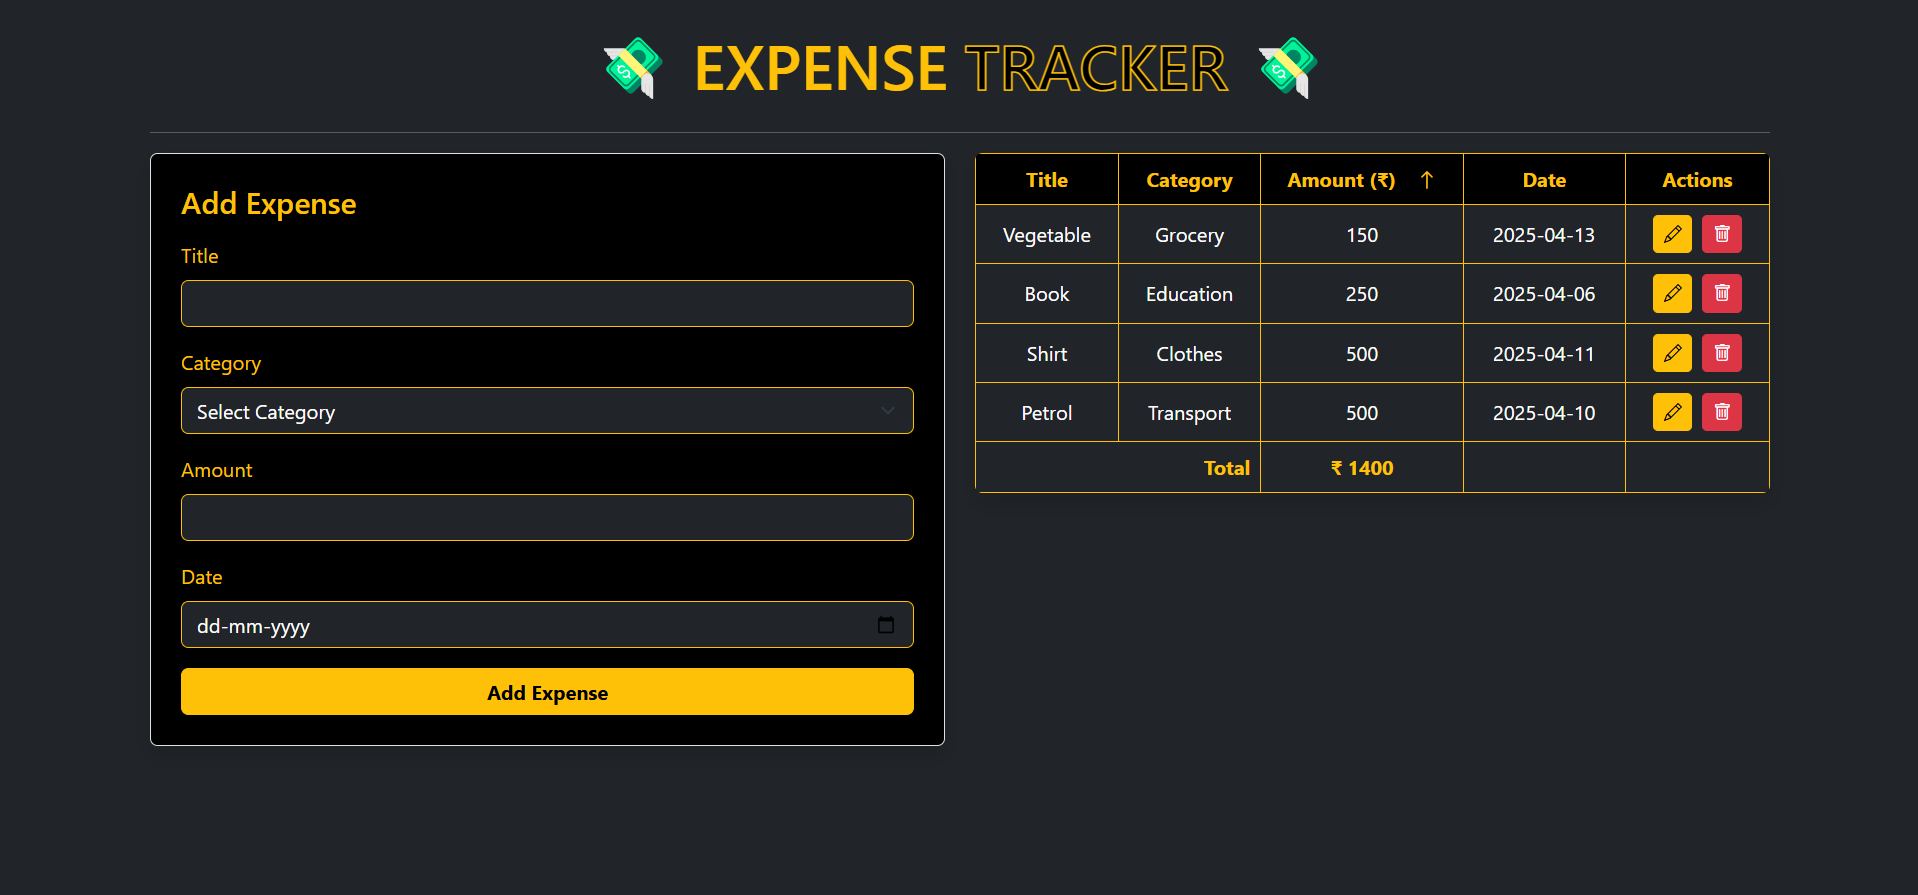 EXPENSE TRACKER
Add Expense
Title
Category
Select Category
Amount
Date
dd-mm-yyyy
Add Expense
Title Category Amount (₹) ↑ Date Actions
Vegetable Grocery 150 2025-04-13
Book Education 250 2025-04-06
Shirt Clothes 500 2025-04-11
Petrol Transport 500 2025-04-10
Total ₹ 1400